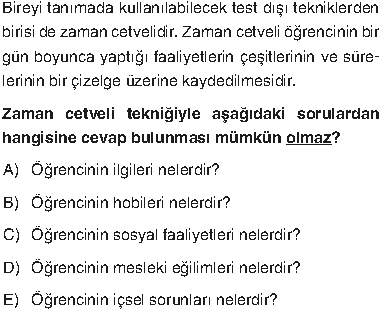 Bireyi tanımada kullanılabilecek test dışı tekniklerden
birisi de zaman cetvelidir. Zaman cetveli öğrencinin bir
gün boyunca yaptığı faaliyetlerin çeşitlerinin ve süre-
lerinin bir çizelge üzerine kaydedilmesidir.
Zaman cetveli tekniğiyle aşağıdaki sorulardan
hangisine cevap bulunması mümkün olmaz?
A) Öğrencinin ilgileri nelerdir?
B) Öğrencinin hobileri nelerdir?
C) Öğrencinin sosyal faaliyetleri nelerdir?
D) Öğrencinin mesleki eğilimleri nelerdir?
E) Öğrencinin içsel sorunları nelerdir?